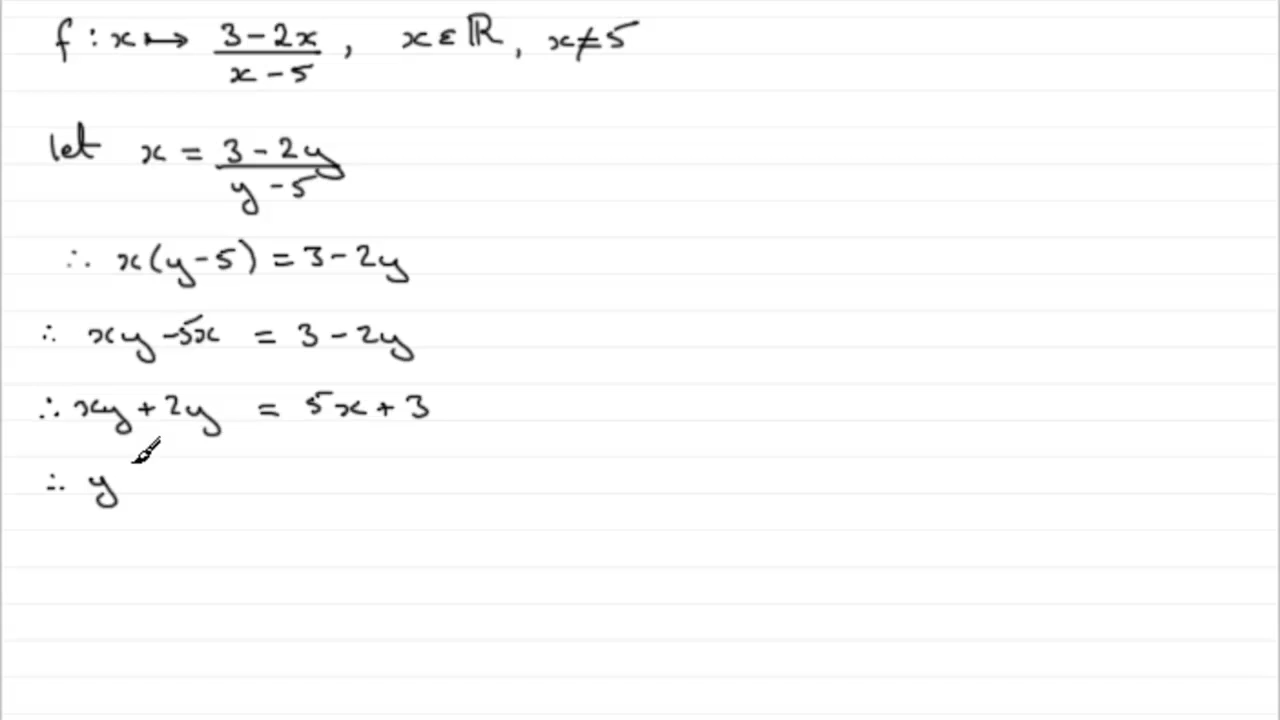 f : x ↦ (3 − 2x)/(x − 5), x ∈ ℝ, x ≠ 5
let x = (3 − 2y)/(y − 5)
∴ x(y − 5) = 3 − 2y
∴ xy − 5x = 3 − 2y
∴ xy + 2y = 5x + 3
∴ y